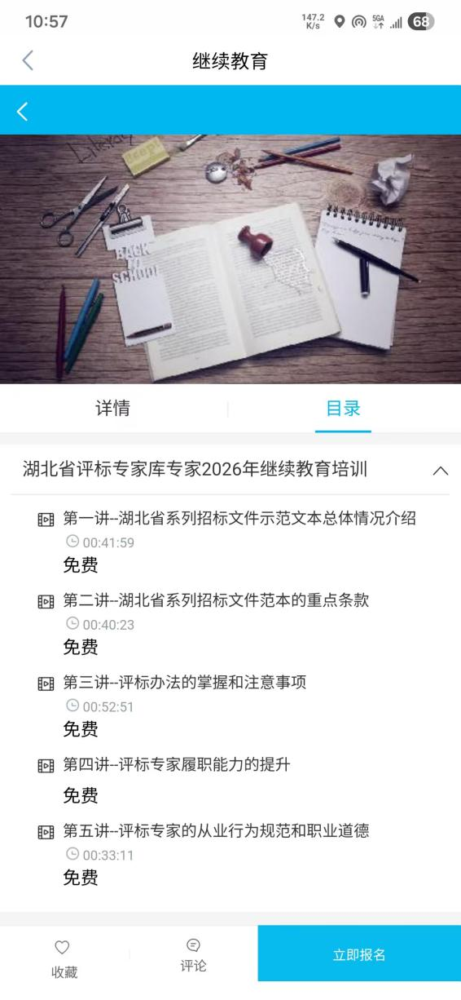 10:57
147.2
K/s
5GA
68
继续教育
BACK
TO
SCHOOL
详情
目录
湖北省评标专家库专家2026年继续教育培训
第一讲--湖北省系列招标文件示范文本总体情况介绍
00:41:59
免费
第二讲--湖北省系列招标文件范本的重点条款
00:40:23
免费
第三讲--评标办法的掌握和注意事项
00:52:51
免费
第四讲--评标专家履职能力的提升
免费
第五讲--评标专家的从业行为规范和职业道德
00:33:11
免费
收藏
评论
立即报名